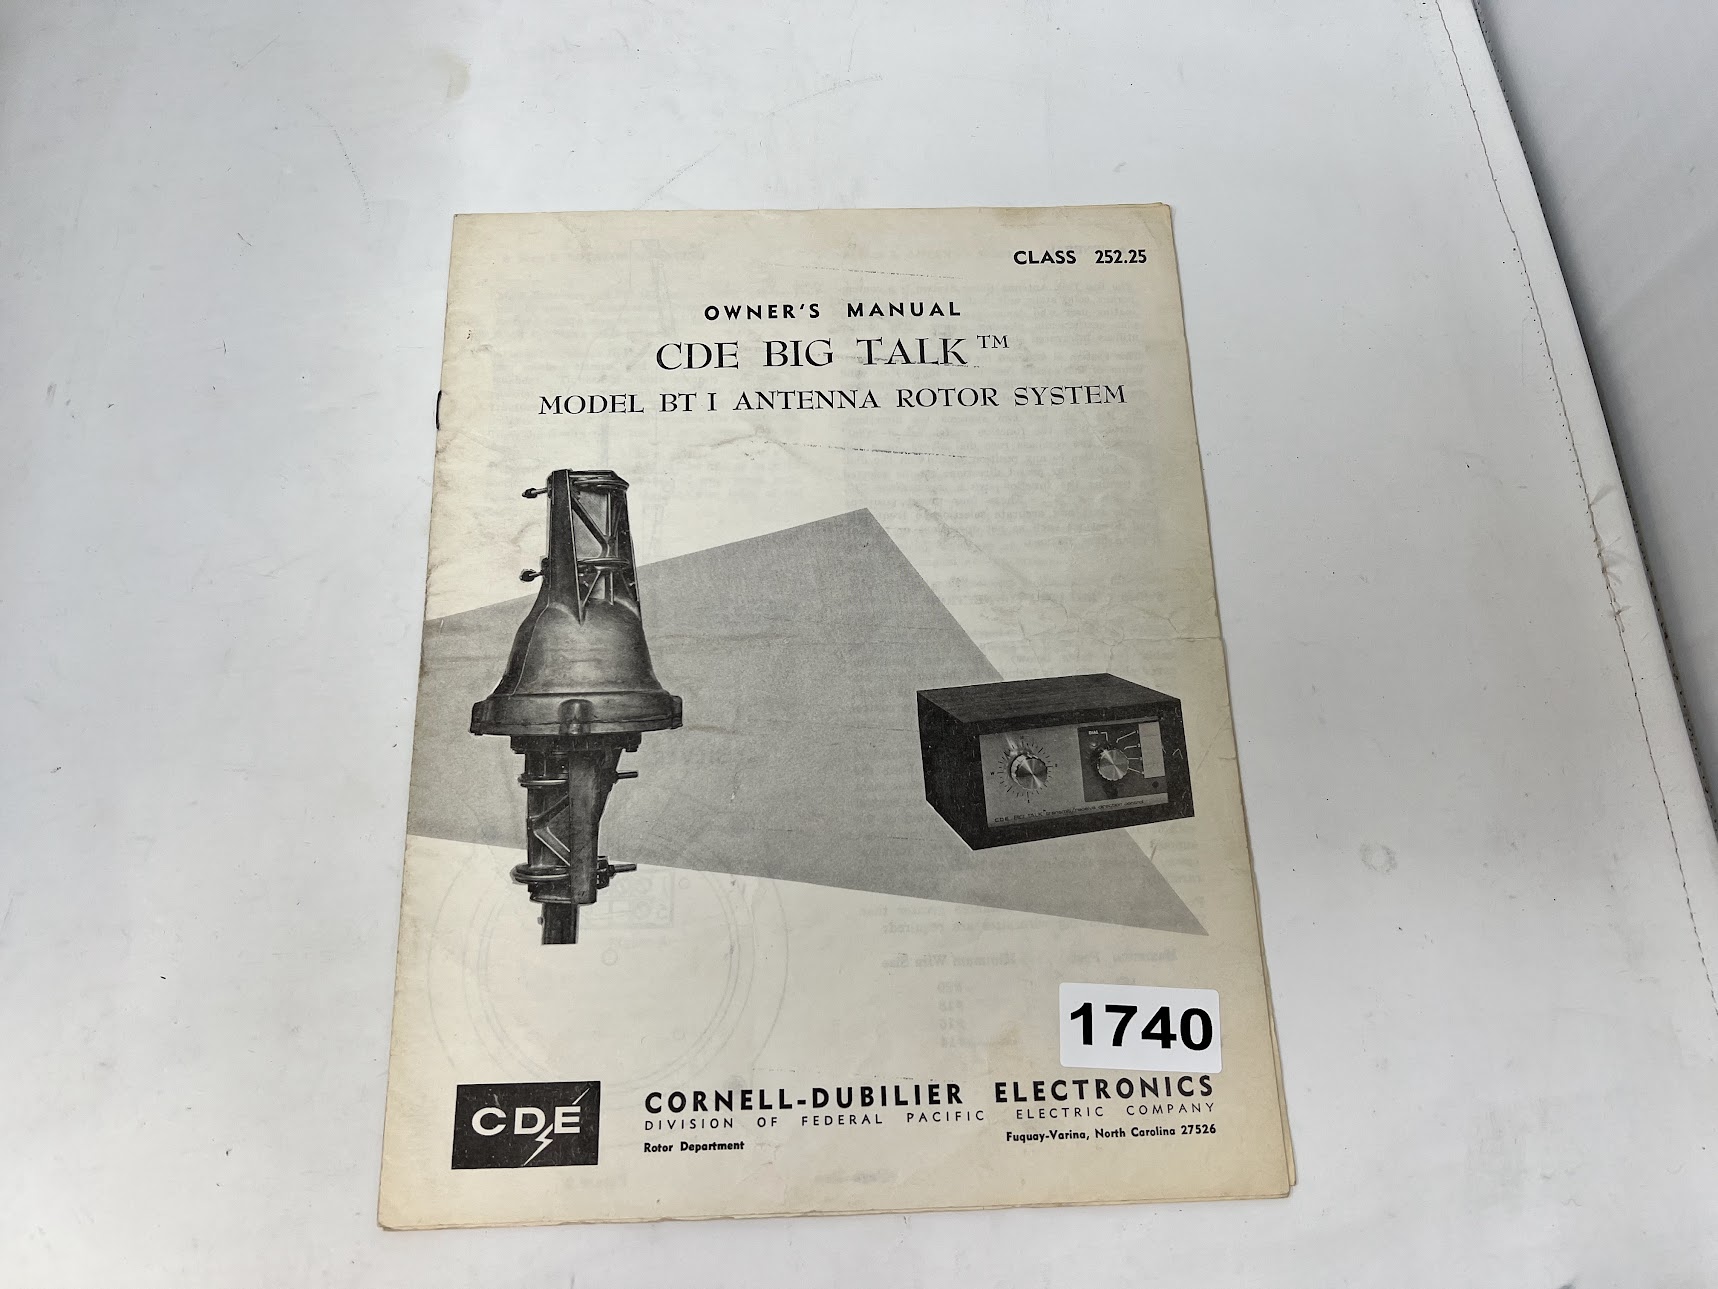 CLASS 252.25
OWNER'S MANUAL
CDE BIG TALK™
MODEL BT I ANTENNA ROTOR SYSTEM
1740
CDE
CORNELL-DUBILIER ELECTRONICS
DIVISION OF FEDERAL PACIFIC ELECTRIC COMPANY
Rotor Department
Fuquay-Varina, North Carolina 27526